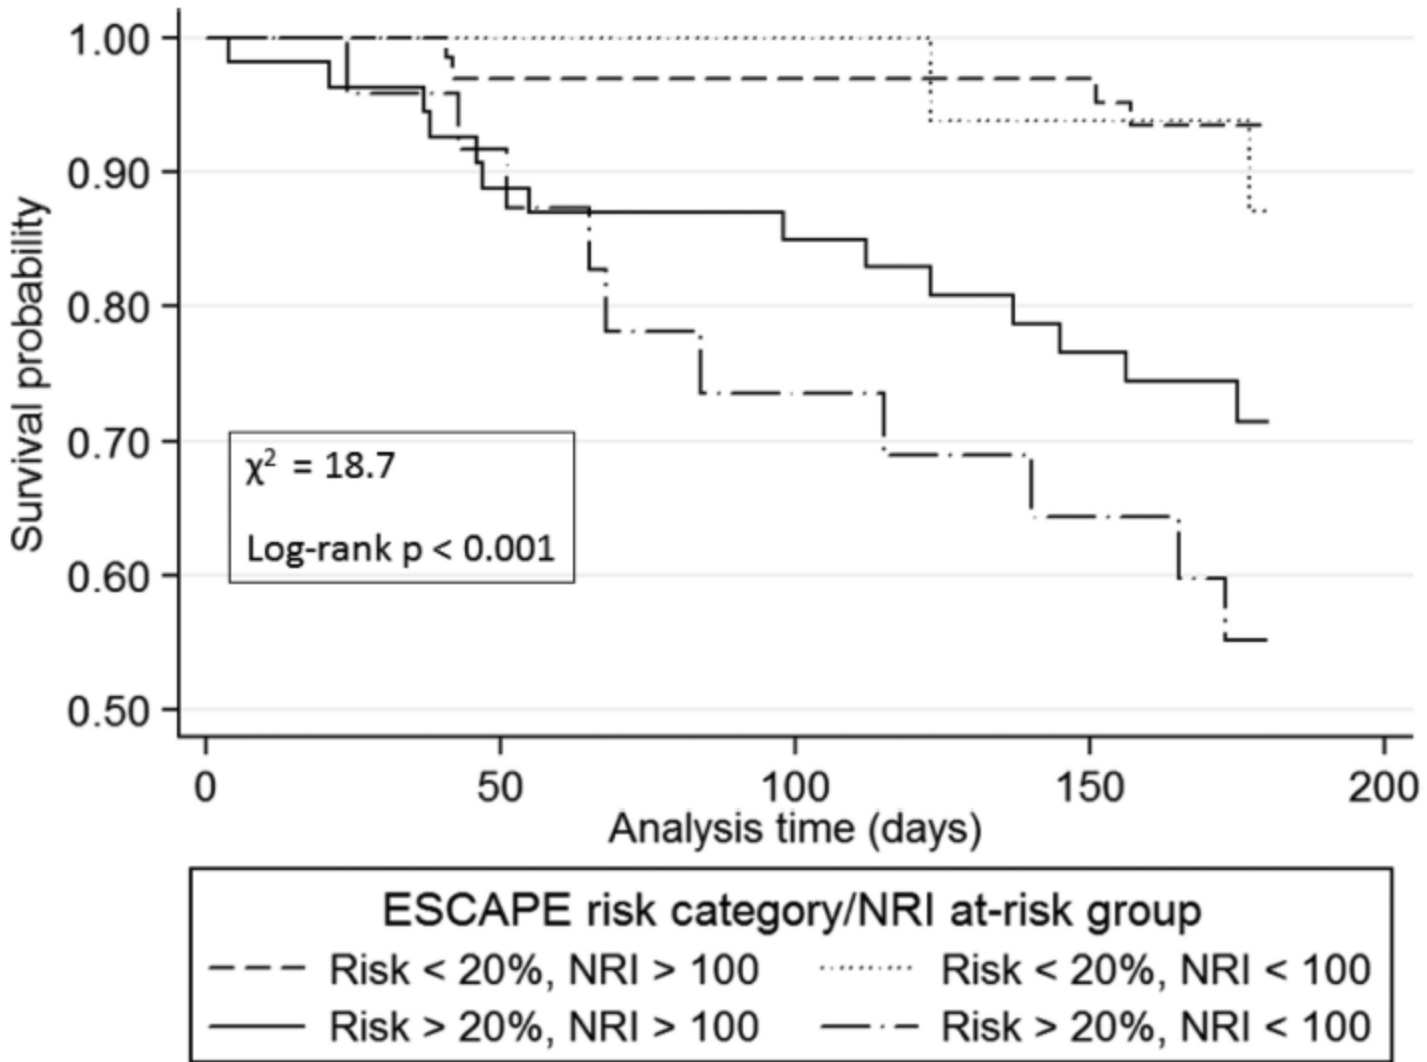 1.00
0.90
0.80
0.70
0.60
0.50
Survival probability
χ² = 18.7
Log-rank p < 0.001
0 50 100 150 200
Analysis time (days)
ESCAPE risk category/NRI at-risk group
Risk < 20%, NRI > 100 Risk < 20%, NRI < 100
Risk > 20%, NRI > 100 Risk > 20%, NRI < 100